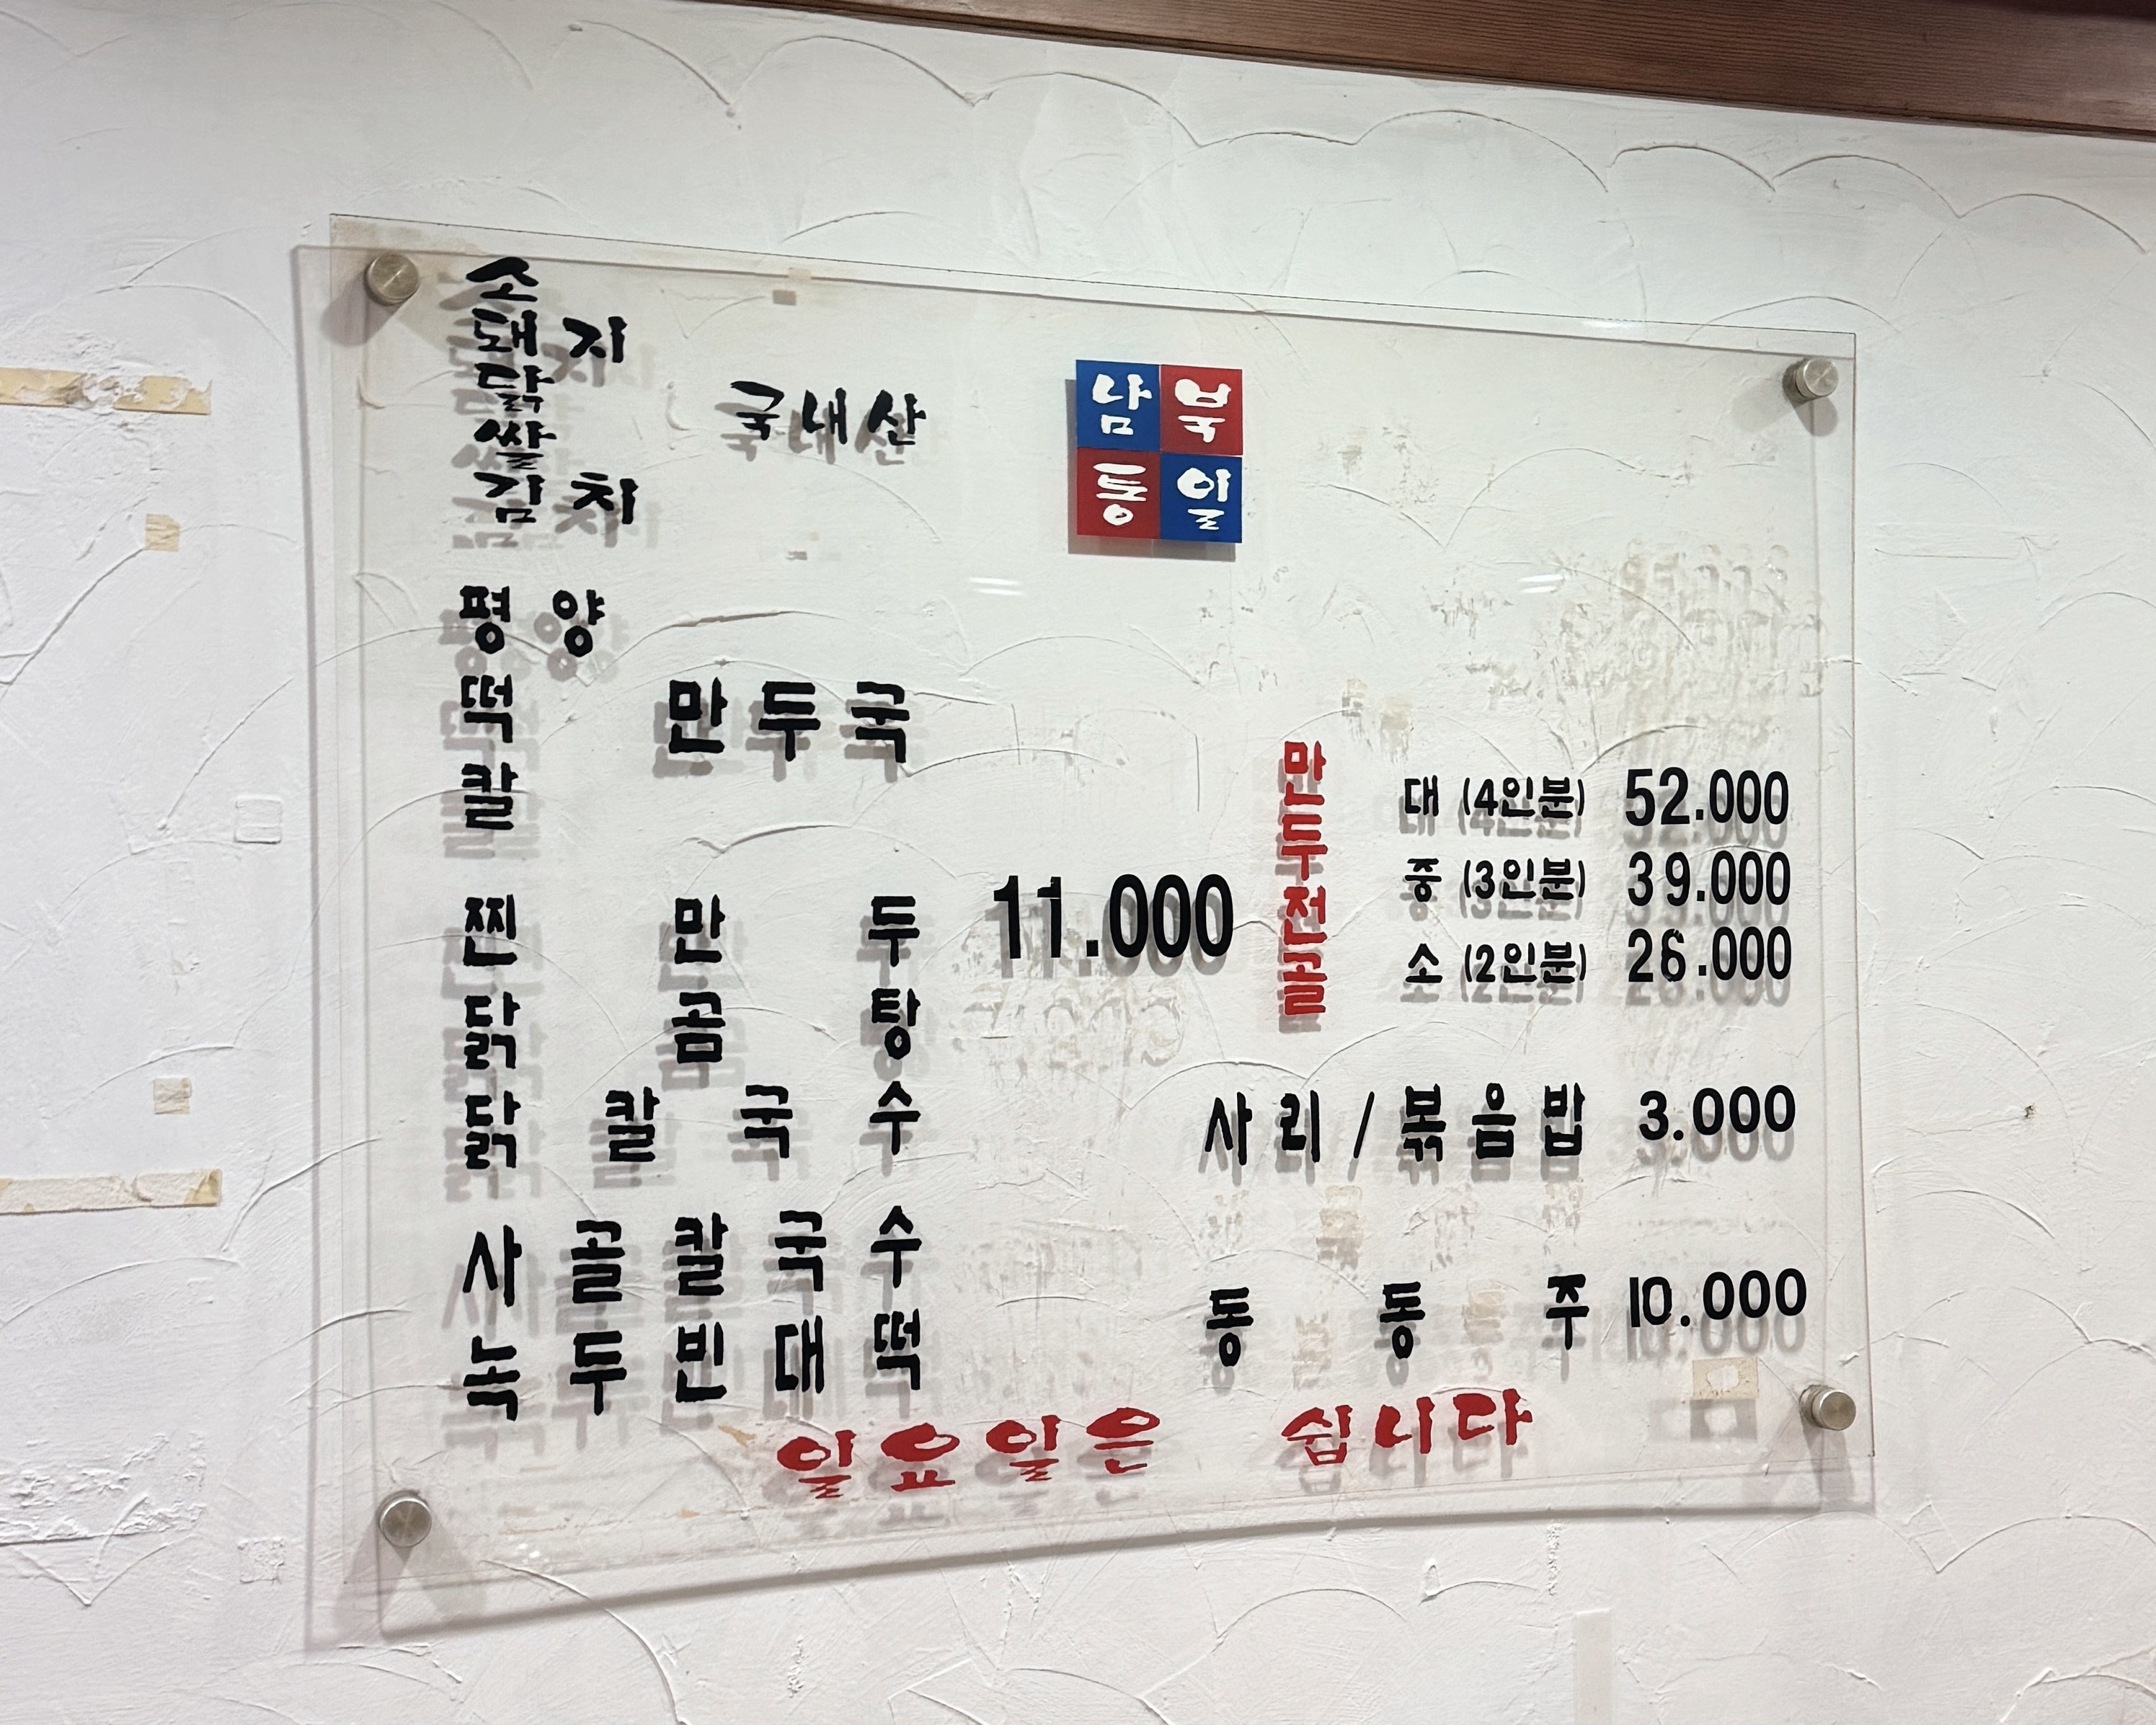 소
돼지
닭
쌀
김치
국내산
남북
통일
평양
떡
칼
만두국
찐만두
닭곰탕
닭칼국수
사골칼국수
녹두빈대떡
11.000
만두전골
대 (4인분) 52.000
중 (3인분) 39.000
소 (2인분) 26.000
사리/볶음밥 3.000
동동주 10.000
일요일은 쉽니다